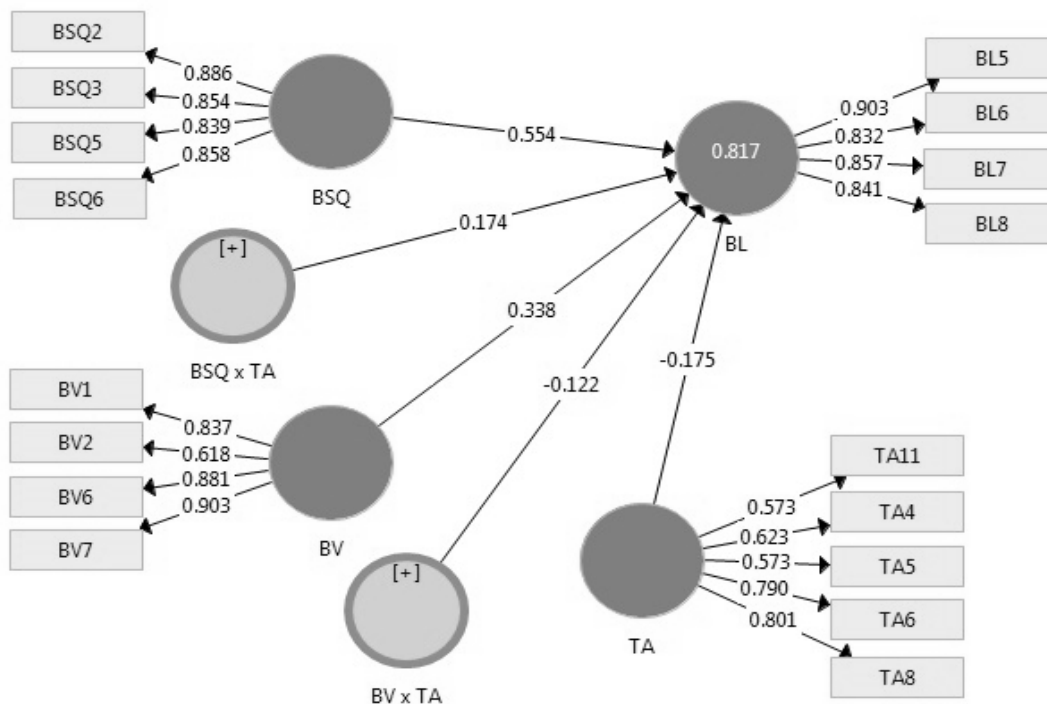 BSQ2
BSQ3
BSQ5
BSQ6
0.886
0.854
0.839
0.858
BSQ
0.554
0.817
BL
0.903
0.832
0.857
0.841
BL5
BL6
BL7
BL8
[+]
BSQ x TA
0.174
BV1
BV2
BV6
BV7
0.837
0.618
0.881
0.903
BV
0.338
[+]
BV x TA
-0.122
-0.175
TA
0.573
0.623
0.573
0.790
0.801
TA11
TA4
TA5
TA6
TA8